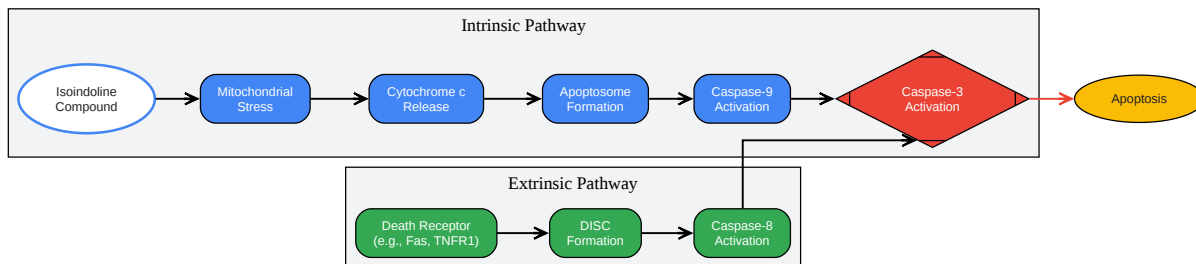 Intrinsic Pathway
Isoindoline
Compound
Mitochondrial
Stress
Cytochrome c
Release
Apoptosome
Formation
Caspase-9
Activation
Caspase-3
Activation
Apoptosis
Extrinsic Pathway
Death Receptor
(e.g., Fas, TNFR1)
DISC
Formation
Caspase-8
Activation